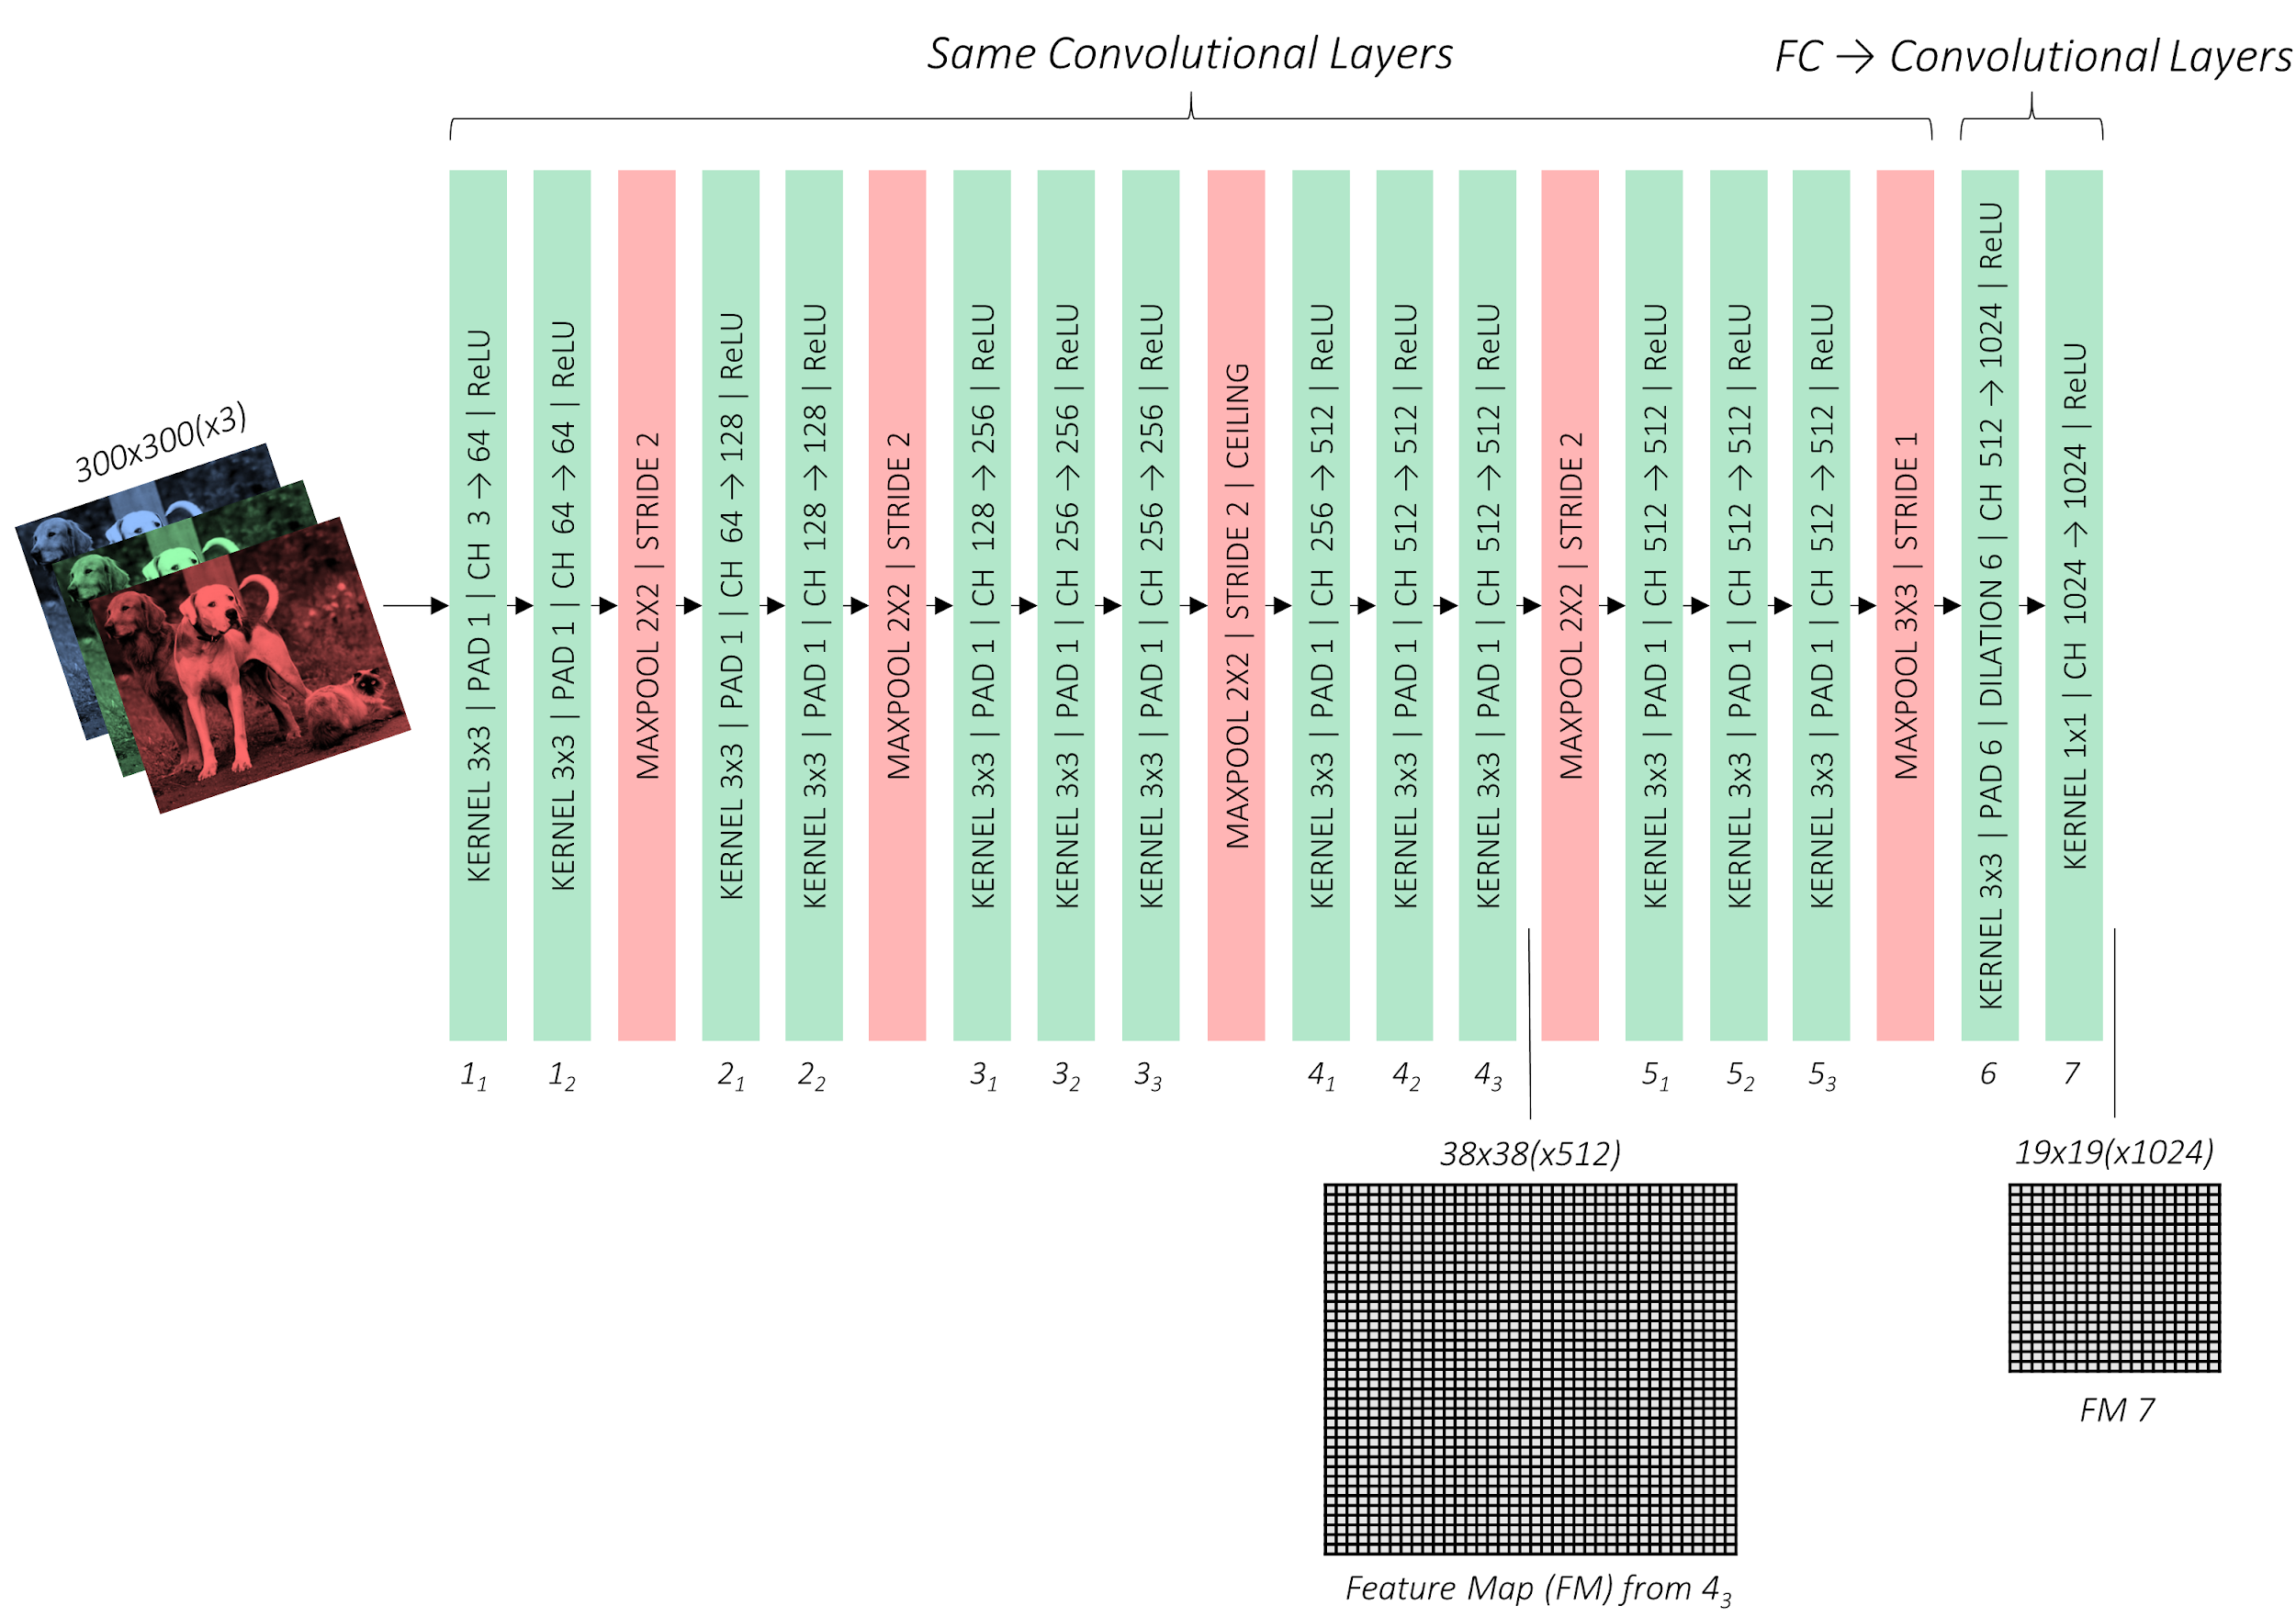 Same Convolutional Layers
FC → Convolutional Layers
300x300(x3)
KERNEL 3x3 | PAD 1 | CH 3 → 64 | ReLU
KERNEL 3x3 | PAD 1 | CH 64 → 64 | ReLU
MAXPOOL 2X2 | STRIDE 2
KERNEL 3x3 | PAD 1 | CH 64 → 128 | ReLU
KERNEL 3x3 | PAD 1 | CH 128 → 128 | ReLU
MAXPOOL 2X2 | STRIDE 2
KERNEL 3x3 | PAD 1 | CH 128 → 256 | ReLU
KERNEL 3x3 | PAD 1 | CH 256 → 256 | ReLU
KERNEL 3x3 | PAD 1 | CH 256 → 256 | ReLU
MAXPOOL 2X2 | STRIDE 2 | CEILING
KERNEL 3x3 | PAD 1 | CH 256 → 512 | ReLU
KERNEL 3x3 | PAD 1 | CH 512 → 512 | ReLU
KERNEL 3x3 | PAD 1 | CH 512 → 512 | ReLU
MAXPOOL 2X2 | STRIDE 2
KERNEL 3x3 | PAD 1 | CH 512 → 512 | ReLU
KERNEL 3x3 | PAD 1 | CH 512 → 512 | ReLU
KERNEL 3x3 | PAD 1 | CH 512 → 512 | ReLU
MAXPOOL 3X3 | STRIDE 1
KERNEL 3x3 | PAD 6 | DILATION 6 | CH 512 → 1024 | ReLU
KERNEL 1x1 | CH 1024 → 1024 | ReLU
1₁ 1₂ 2₁ 2₂ 3₁ 3₂ 3₃ 4₁ 4₂ 4₃ 5₁ 5₂ 5₃ 6 7
38x38(x512)
19x19(x1024)
FM 7
Feature Map (FM) from 4₃